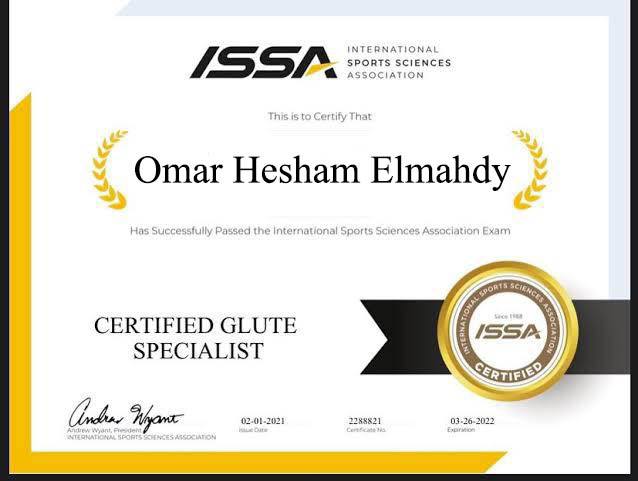 ISSA INTERNATIONAL
SPORTS SCIENCES
ASSOCIATION
This is to Certify That
Omar Hesham Elmahdy
Has Successfully Passed the International Sports Sciences Association Exam
CERTIFIED GLUTE
SPECIALIST
INTERNATIONAL SPORTS SCIENCES ASSOCIATION
Since 1988
ISSA
CERTIFIED
Andrew Wyant
Andrew Wyant, President
INTERNATIONAL SPORTS SCIENCES ASSOCIATION
02-01-2021
Issue Date
2288821
Certificate No.
03-26-2022
Expiration